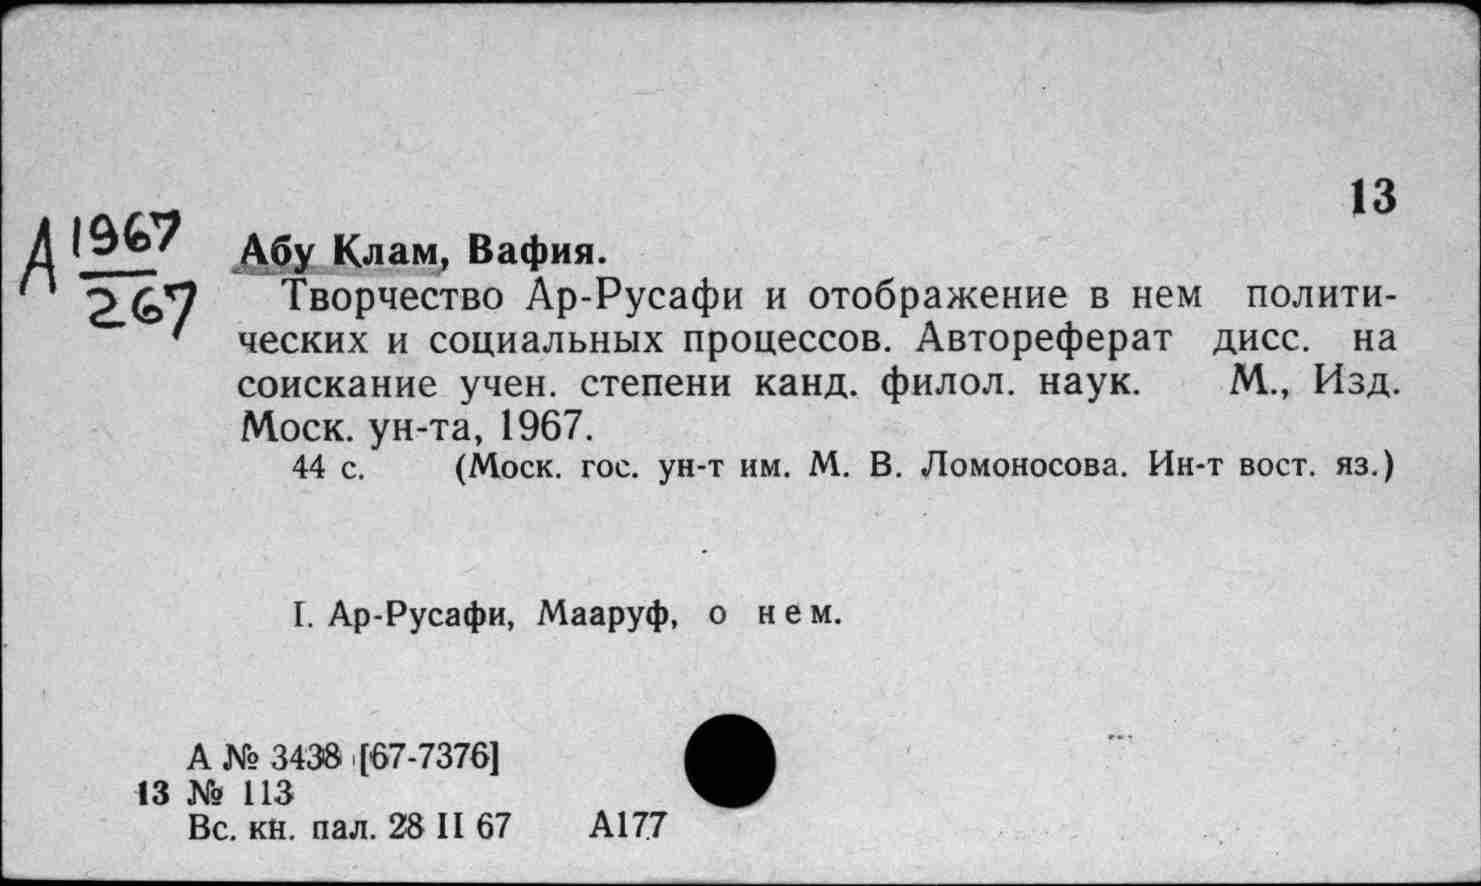 13
А 1967
267
Абу Клам, Вафия.
Творчество Ар-Русафи и отображение в нем полити-
ческих и социальных процессов. Автореферат дисс. на
соискание учен. степени канд. филол. наук. М., Изд.
Моск. ун-та, 1967.
44 с. (Моск. гос. ун-т им. М. В. Ломоносова. Ин-т вост. яз.)
I. Ар-Русафи, Мааруф, о нем.
А № 3438 [67-7376]
13 № 113
Вс. кн. пал. 28 II 67 А177